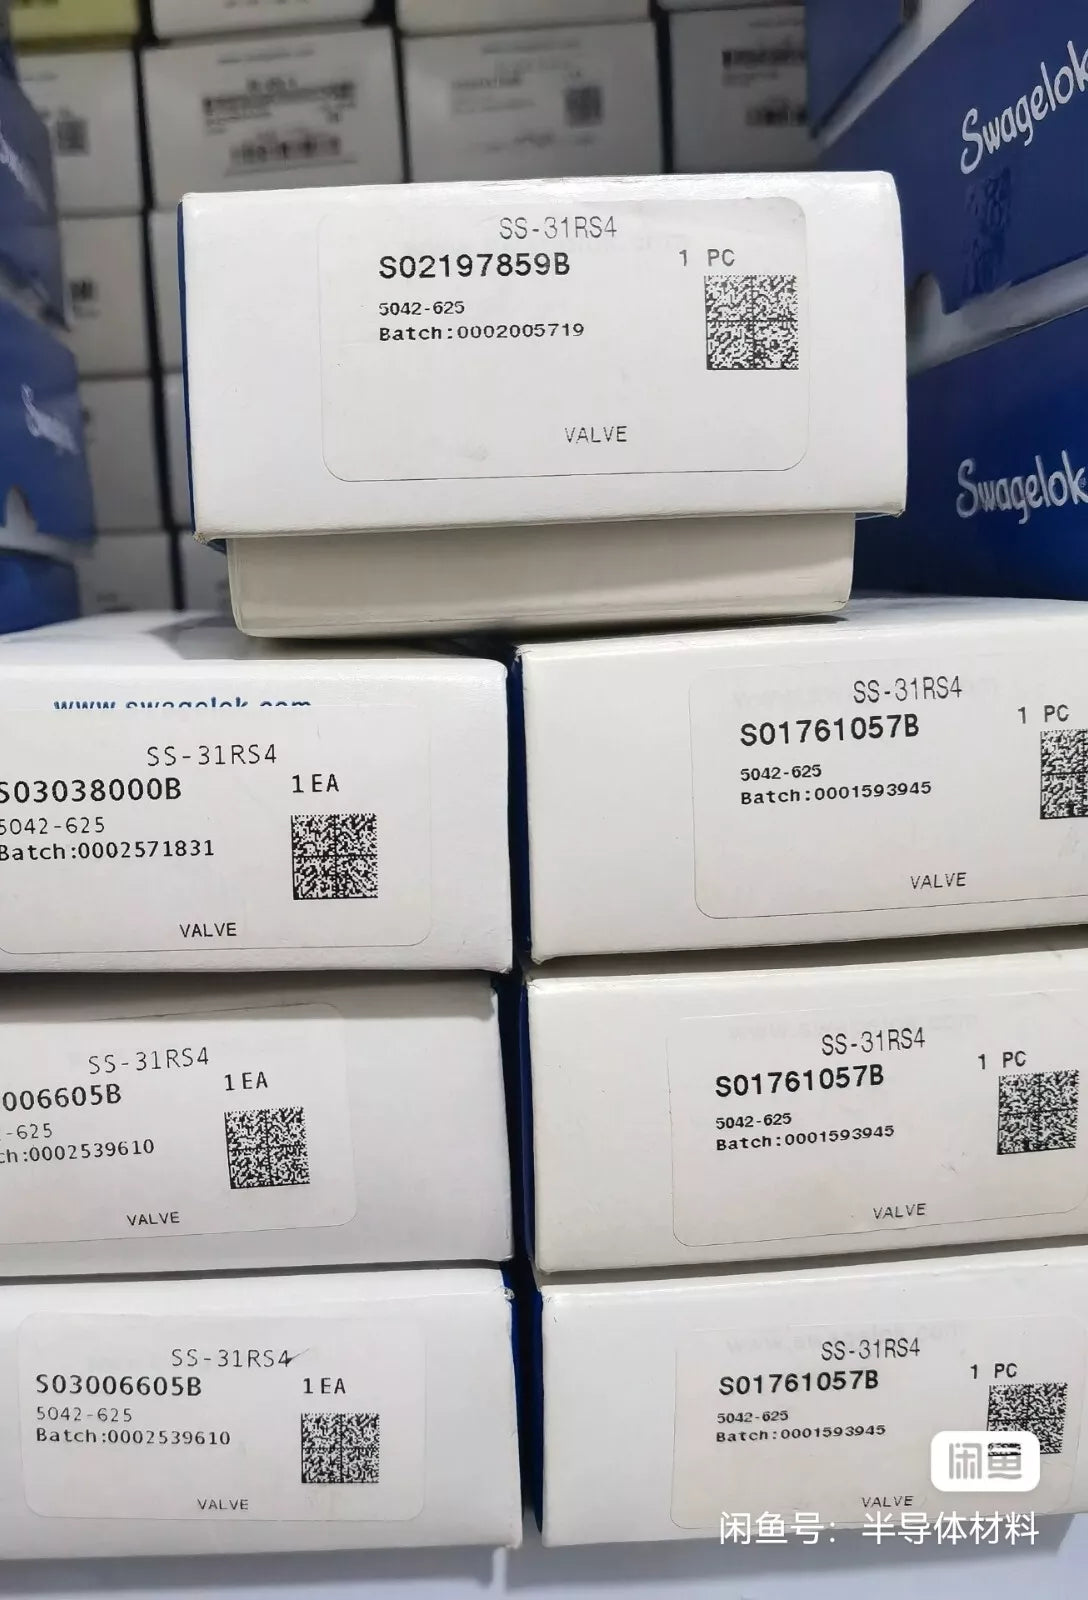 Swagelok
SS-31RS4
S02197859B
1 PC
5042-625
Batch:0002005719
VALVE
Swagelok
www.swagelok.com
SS-31RS4
S03038000B
1 EA
5042-625
Batch:0002571831
VALVE
SS-31RS4
S01761057B
1 PC
5042-625
Batch:0001593945
VALVE
SS-31RS4
006605B
1 EA
-625
ch:0002539610
VALVE
SS-31RS4
S01761057B
1 PC
5042-625
Batch:0001593945
VALVE
SS-31RS4
S03006605B
1 EA
5042-625
Batch:0002539610
VALVE
SS-31RS4
S01761057B
1 PC
5042-625
Batch:0001593945
VALVE
闲鱼
闲鱼号：半导体材料